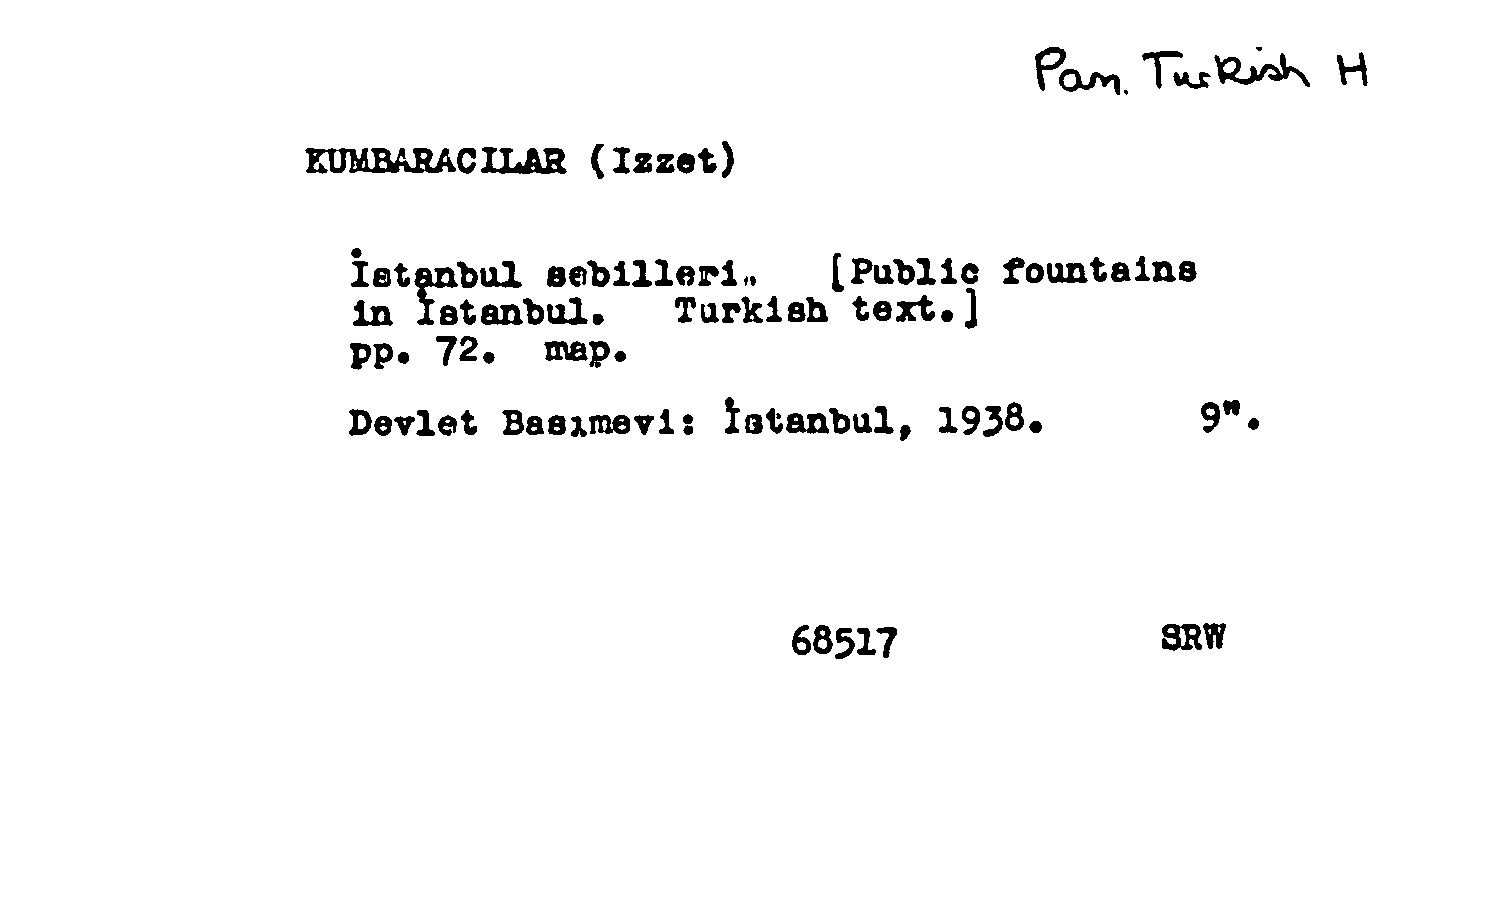 Pam. Turkish H
KUMBARACILAR (Izzet)
İstanbul sebilleri. [Public fountains
in İstanbul. Turkish text.]
pp. 72. map.
Devlet Basımevi: İstanbul, 1938. 9".
68517 SRW